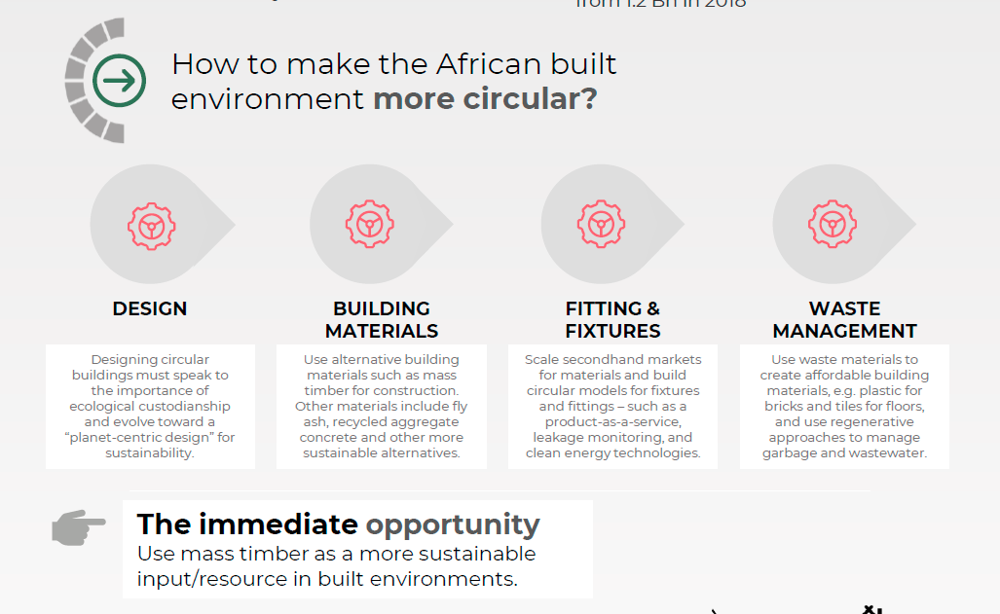 from 1.2 Bn in 2018
How to make the African built
environment more circular?
DESIGN
Designing circular
buildings must speak to
the importance of
ecological custodianship
and evolve toward a
“planet-centric design” for
sustainability.
BUILDING
MATERIALS
Use alternative building
materials such as mass
timber for construction.
Other materials include fly
ash, recycled aggregate
concrete and other more
sustainable alternatives.
FITTING &
FIXTURES
Scale secondhand markets
for materials and build
circular models for fixtures
and fittings – such as a
product-as-a-service,
leakage monitoring, and
clean energy technologies.
WASTE
MANAGEMENT
Use waste materials to
create affordable building
materials, e.g. plastic for
bricks and tiles for floors,
and use regenerative
approaches to manage
garbage and wastewater.
The immediate opportunity
Use mass timber as a more sustainable
input/resource in built environments.